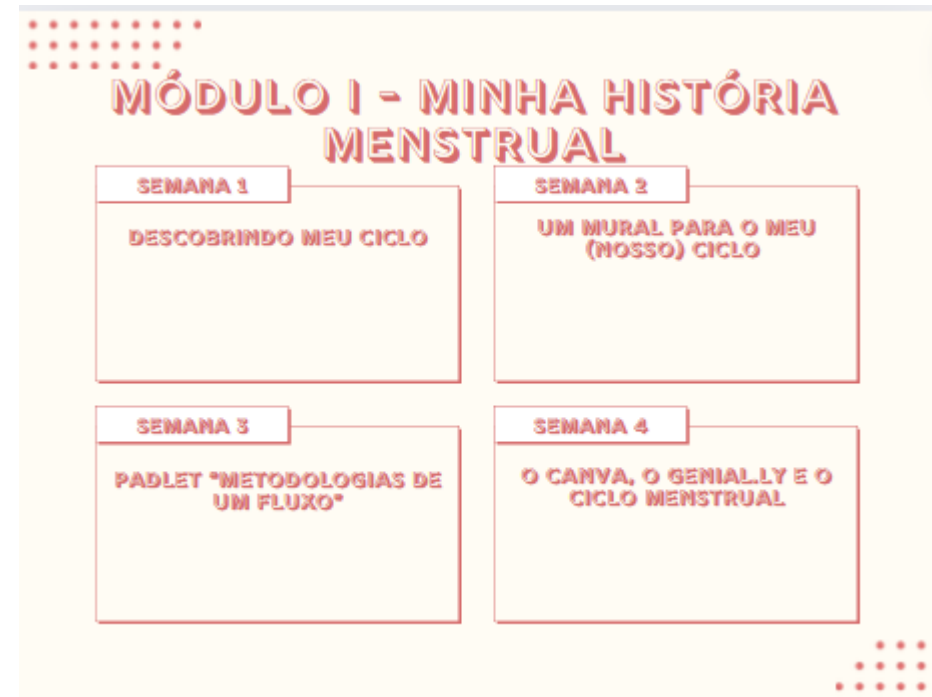 MÓDULO I - MINHA HISTÓRIA
MENSTRUAL
SEMANA 1
DESCOBRINDO MEU CICLO
SEMANA 2
UM MURAL PARA O MEU
(NOSSO) CICLO
SEMANA 3
PADLET "METODOLOGIAS DE
UM FLUXO"
SEMANA 4
O CANVA, O GENIAL.LY E O
CICLO MENSTRUAL